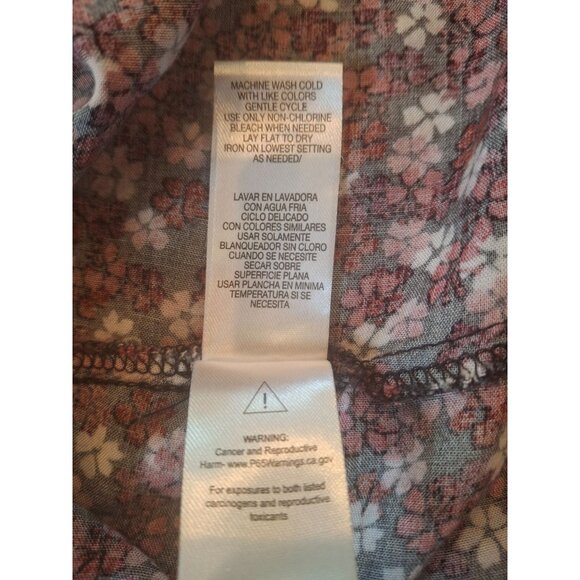 MACHINE WASH COLD
WITH LIKE COLORS
GENTLE CYCLE
USE ONLY NON-CHLORINE
BLEACH WHEN NEEDED
LAY FLAT TO DRY
IRON ON LOWEST SETTING
AS NEEDED/
LAVAR EN LAVADORA
CON AGUA FRIA
CICLO DELICADO
CON COLORES SIMILARES
USAR SOLAMENTE
BLANQUEADOR SIN CLORO
CUANDO SE NECESITE
SECAR SOBRE
SUPERFICIE PLANA
USAR PLANCHA EN MINIMA
TEMPERATURA SI SE
NECESITA
!
WARNING:
Cancer and Reproductive
Harm- www.P65Warnings.ca.gov
For exposures to both listed
carcinogens and reproductive
toxicants